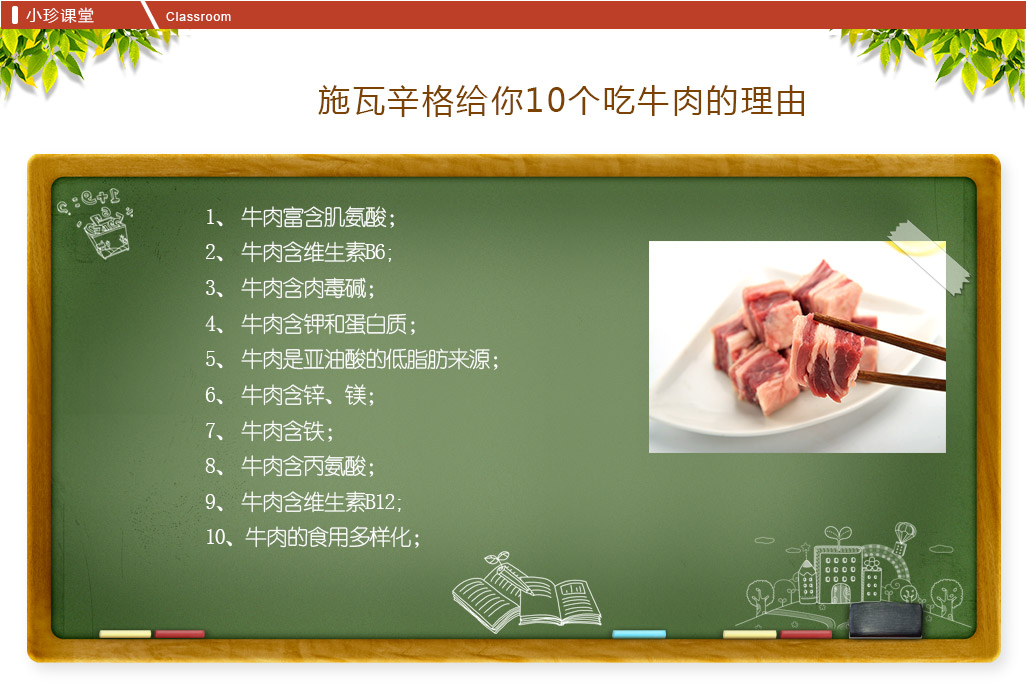 小珍课堂 Classroom
施瓦辛格给你10个吃牛肉的理由
1、 牛肉富含肌氨酸；
2、 牛肉含维生素B6;
3、 牛肉含肉毒碱；
4、 牛肉含钾和蛋白质；
5、 牛肉是亚油酸的低脂肪来源；
6、 牛肉含锌、镁；
7、 牛肉含铁；
8、 牛肉含丙氨酸；
9、 牛肉含维生素B12;
10、牛肉的食用多样化；